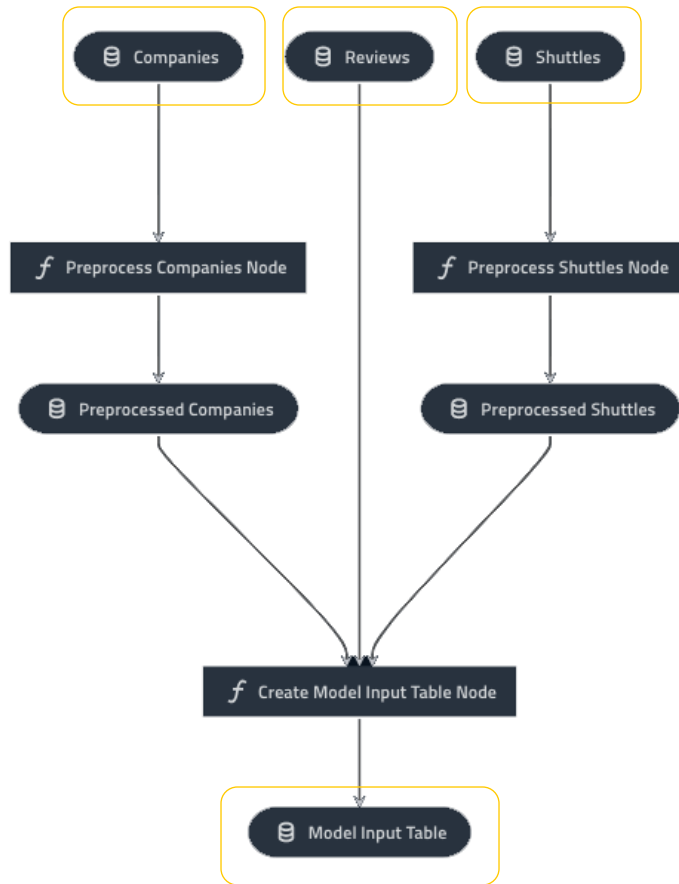 Companies
Reviews
Shuttles
Preprocess Companies Node
Preprocess Shuttles Node
Preprocessed Companies
Preprocessed Shuttles
Create Model Input Table Node
Model Input Table